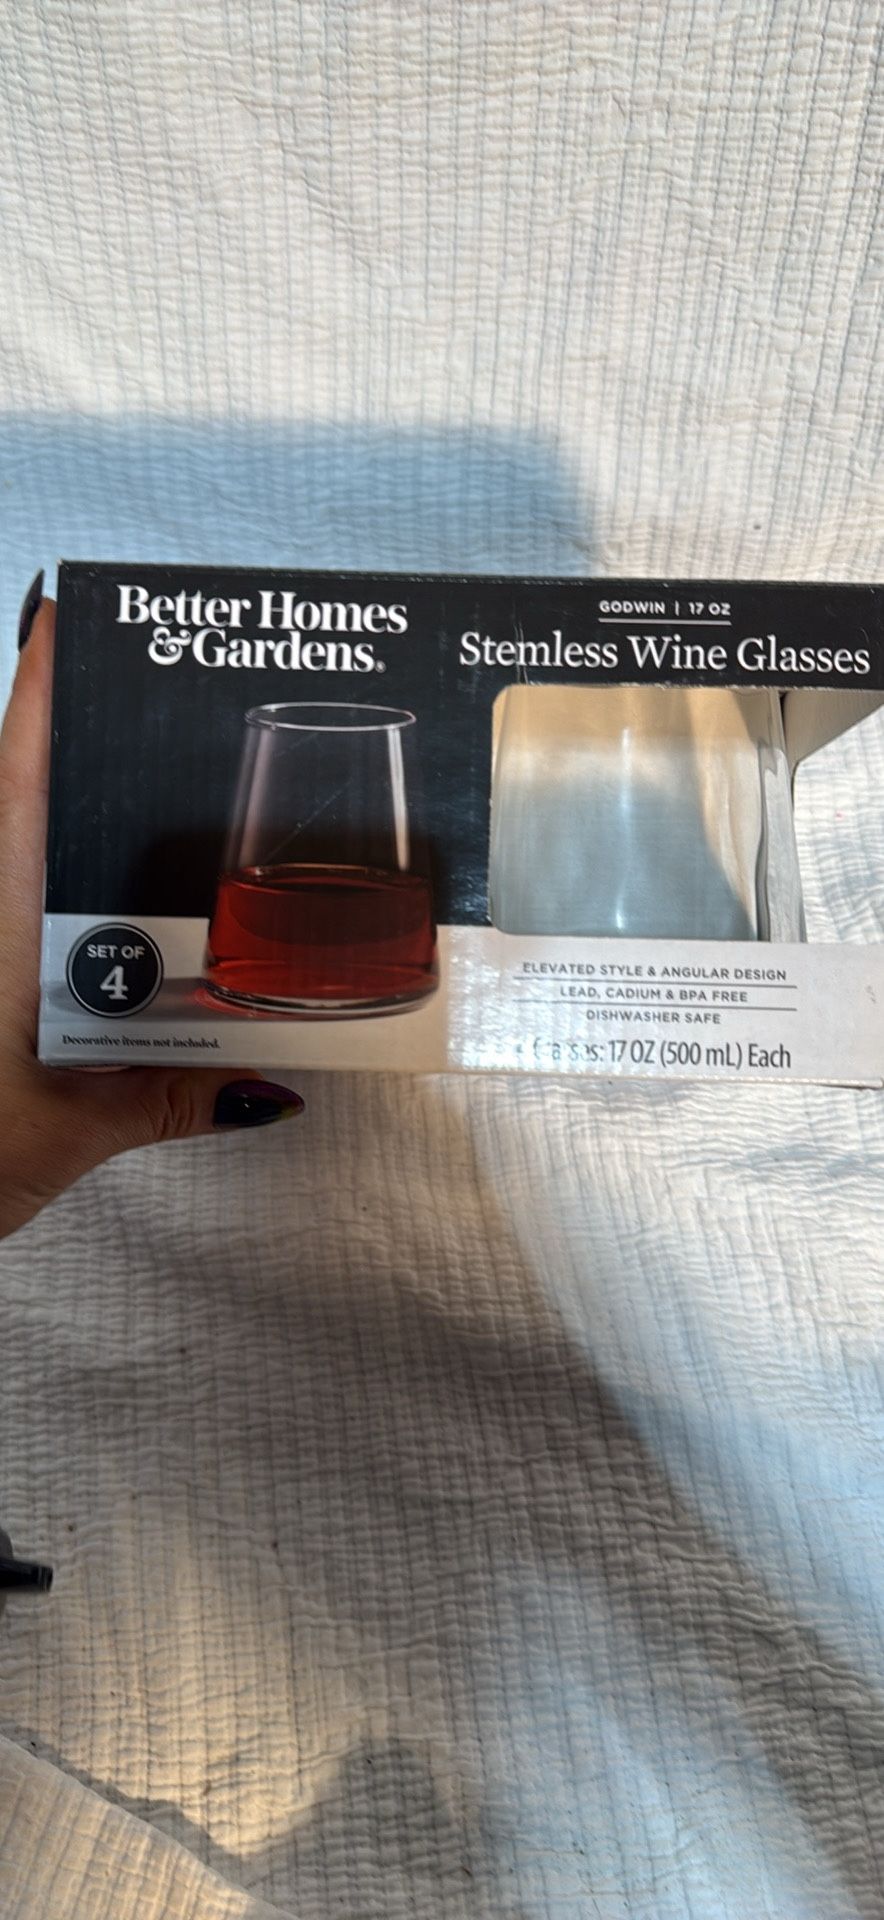 Better Homes
& Gardens®
GODWIN | 17 OZ
Stemless Wine Glasses
SET OF
4
Decorative items not included.
ELEVATED STYLE & ANGULAR DESIGN
LEAD, CADIUM & BPA FREE
DISHWASHER SAFE
17 OZ (500 mL) Each